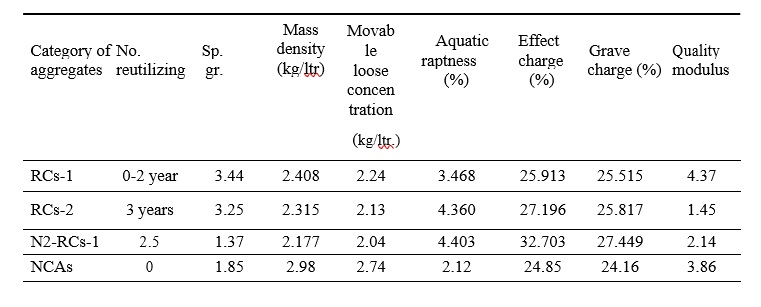 Category of aggregates No. reutilizing Sp. gr. Mass density (kg/ltr) Movab le loose concen tration (kg/ltr.) Aquatic raptness (%) Effect charge (%) Grave charge (%) Quality modulus
RCs-1 0-2 year 3.44 2.408 2.24 3.468 25.913 25.515 4.37
RCs-2 3 years 3.25 2.315 2.13 4.360 27.196 25.817 1.45
N2-RCs-1 2.5 1.37 2.177 2.04 4.403 32.703 27.449 2.14
NCAs 0 1.85 2.98 2.74 2.12 24.85 24.16 3.86